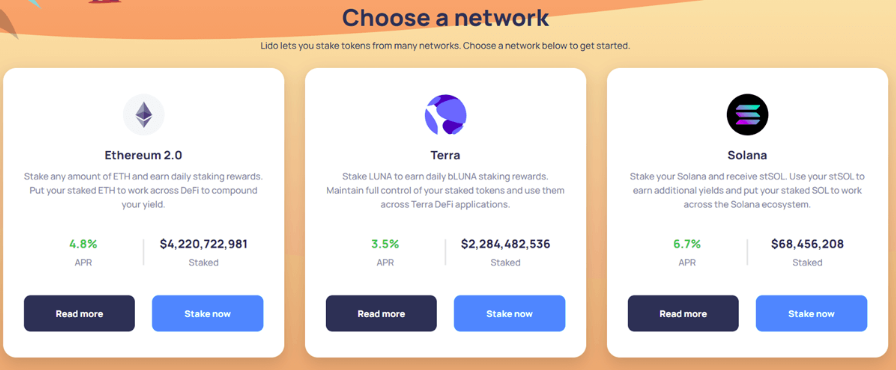 Choose a network
Lido lets you stake tokens from many networks. Choose a network below to get started.
Ethereum 2.0
Stake any amount of ETH and earn daily staking rewards.
Put your staked ETH to work across DeFi to compound
your yield.
4.8%
APR
$4,220,722,981
Staked
Read more
Stake now
Terra
Stake LUNA to earn daily bLUNA staking rewards.
Maintain full control of your staked tokens and use them
across Terra DeFi applications.
3.5%
APR
$2,284,482,536
Staked
Read more
Stake now
Solana
Stake your Solana and receive stSOL. Use your stSOL to
earn additional yields and put your staked SOL to work
across the Solana ecosystem.
6.7%
APR
$68,456,208
Staked
Read more
Stake now